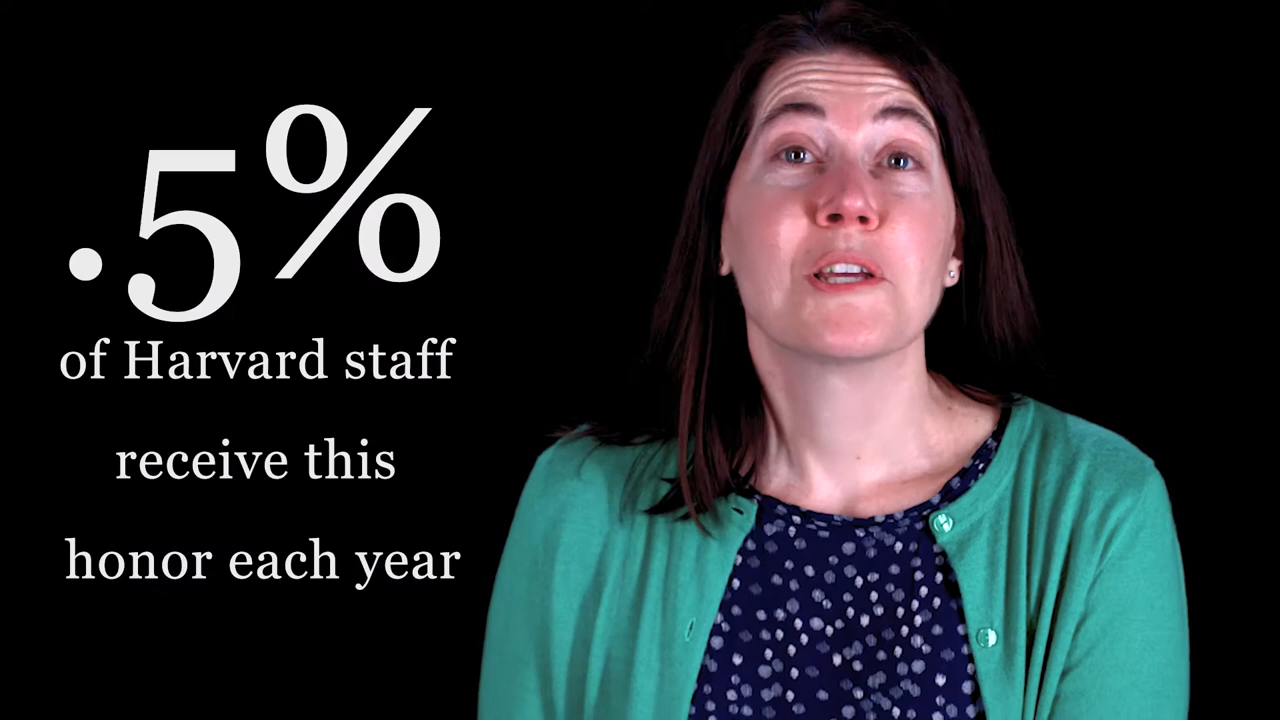 .5%
of Harvard staff
receive this
honor each year